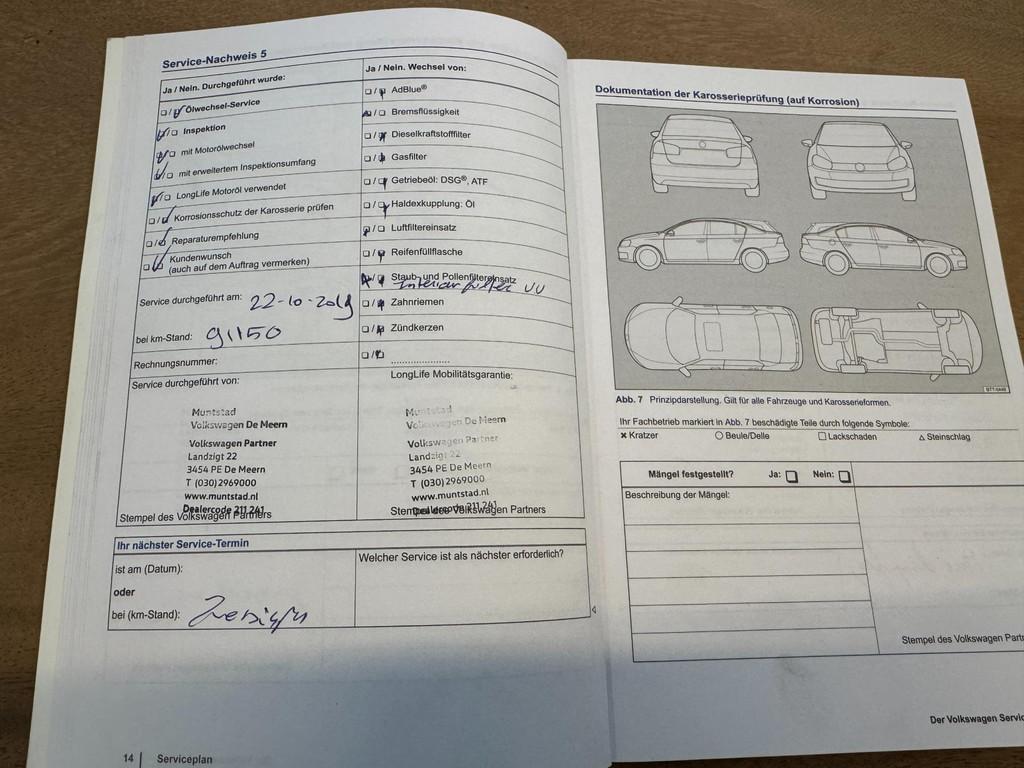 Service-Nachweis 5
Ja / Nein. Durchgeführt wurde:
☐/☑ Ölwechsel-Service
☑/☐ Inspektion
☑/☐ mit Motorölwechsel
☑/☐ mit erweitertem Inspektionsumfang
☑/☐ LongLife Motoröl verwendet
☐/☑ Korrosionsschutz der Karosserie prüfen
☐/☑ Reparaturempfehlung
☐/☑ Kundenwunsch
(auch auf dem Auftrag vermerken)
Service durchgeführt am: 22-10-2019
bei km-Stand: 91150
Rechnungsnummer:
Service durchgeführt von:
Muntstad
Volkswagen De Meern
Volkswagen Partner
Landzigt 22
3454 PE De Meern
T (030) 2969000
www.muntstad.nl
Dealercode 211 241
Stempel des Volkswagen Partners
Ja / Nein. Wechsel von:
☐/☑ AdBlue®
☑/☐ Bremsflüssigkeit
☐/☑ Dieselkraftstofffilter
☐/☑ Gasfilter
☐/☑ Getriebeöl: DSG®, ATF
☐/☑ Haldexkupplung: Öl
☑/☐ Luftfiltereinsatz
☐/☑ Reifenfüllflasche
☑/☐ Staub- und Pollenfiltereinsatz
Interior filter
☐/☑ Zahnriemen
☐/☑ Zündkerzen
☐/☑ ....................
LongLife Mobilitätsgarantie:
Muntstad
Volkswagen De Meern
Volkswagen Partner
Landzigt 22
3454 PE De Meern
T (030) 2969000
www.muntstad.nl
Dealercode 211 241
Stempel des Volkswagen Partners
Ihr nächster Service-Termin
ist am (Datum):
oder
bei (km-Stand):
Welcher Service ist als nächster erforderlich?
14 | Serviceplan
Dokumentation der Karosserieprüfung (auf Korrosion)
Abb. 7 Prinzipdarstellung. Gilt für alle Fahrzeuge und Karosserieformen.
Ihr Fachbetrieb markiert in Abb. 7 beschädigte Teile durch folgende Symbole:
× Kratzer ○ Beule/Delle □ Lackschaden △ Steinschlag
Mängel festgestellt? Ja: ☐ Nein: ☐
Beschreibung der Mängel:
Stempel des Volkswagen Partn
Der Volkswagen Servic